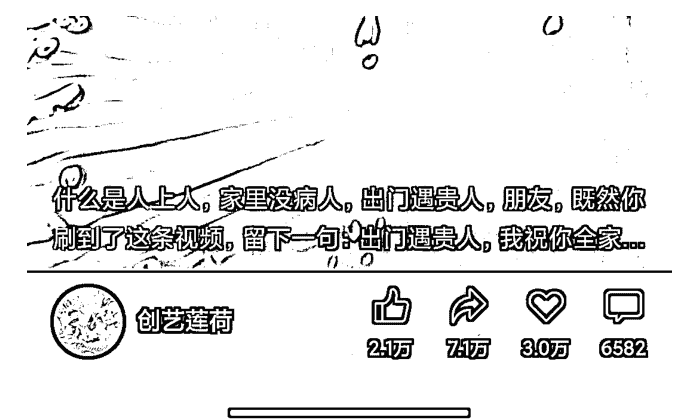 什么是人上人，家里没病人，出门遇贵人，朋友，既然你
刷到了这条视频，留下一句：出门遇贵人，我祝你全家...
创艺莲荷
2.1万 7.1万 3.0万 6582